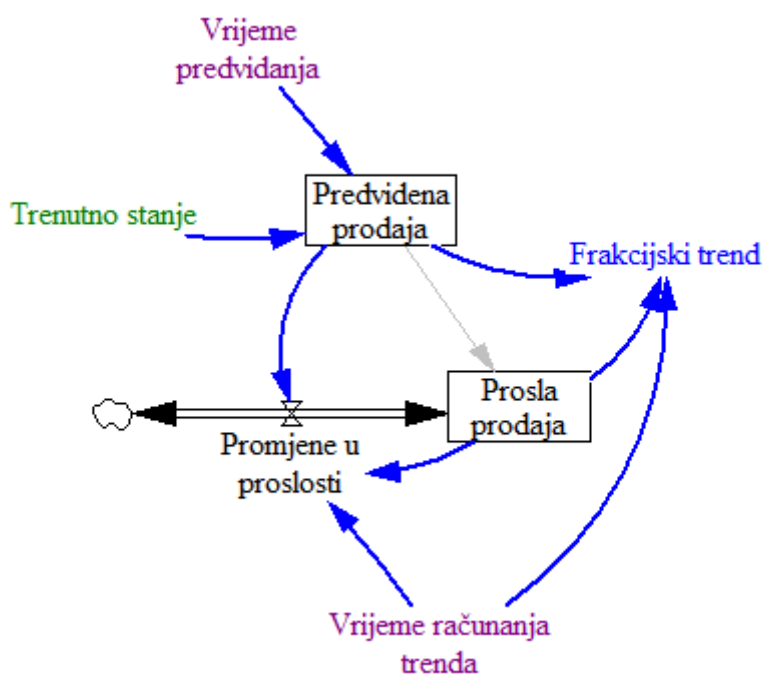 Vrijeme
predvidanja
Predvidena
prodaja
Trenutno stanje
Frakcijski trend
Prosla
prodaja
Promjene u
proslosti
Vrijeme računanja
trenda